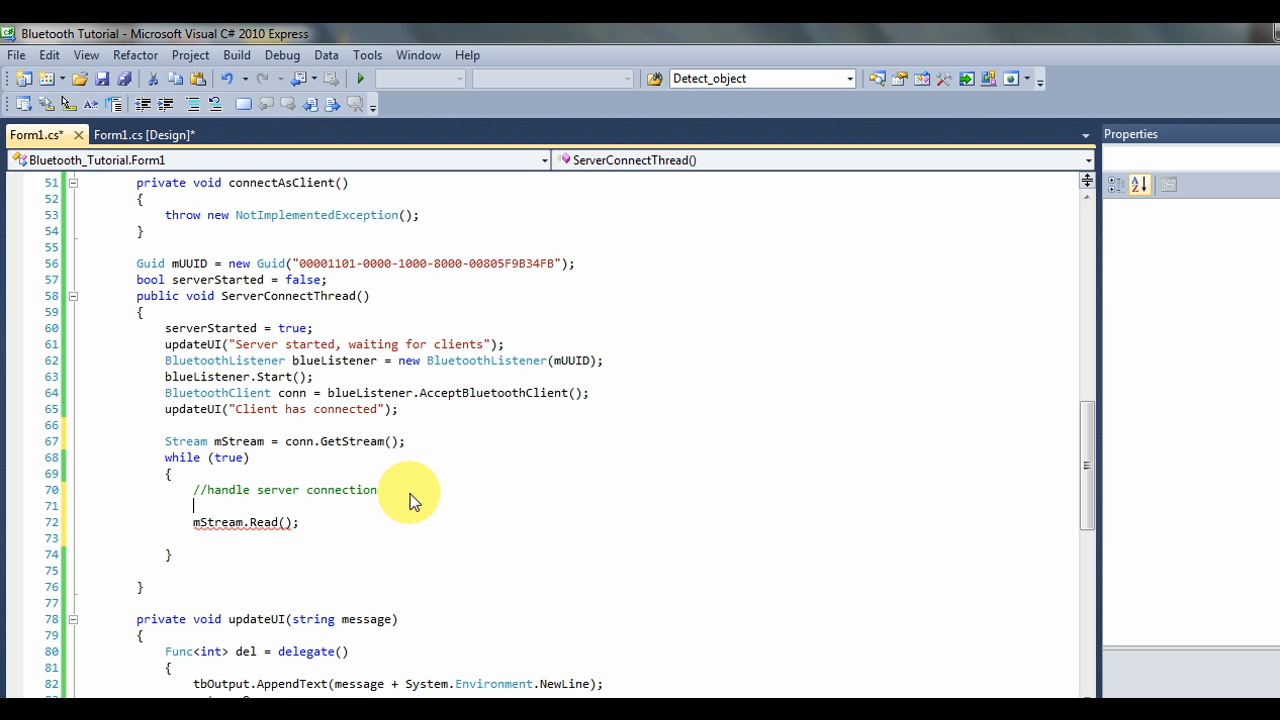 Bluetooth Tutorial - Microsoft Visual C# 2010 Express
File Edit View Refactor Project Build Debug Data Tools Window Help
Detect_object
Form1.cs* Form1.cs [Design]* Properties
Bluetooth_Tutorial.Form1 ServerConnectThread()
51 private void connectAsClient()
52 {
53 throw new NotImplementedException();
54 }
55
56 Guid mUUID = new Guid("00001101-0000-1000-8000-00805F9B34FB");
57 bool serverStarted = false;
58 public void ServerConnectThread()
59 {
60 serverStarted = true;
61 updateUI("Server started, waiting for clients");
62 BluetoothListener blueListener = new BluetoothListener(mUUID);
63 blueListener.Start();
64 BluetoothClient conn = blueListener.AcceptBluetoothClient();
65 updateUI("Client has connected");
66
67 Stream mStream = conn.GetStream();
68 while (true)
69 {
70 //handle server connection
71
72 mStream.Read();
73
74 }
75
76 }
77
78 private void updateUI(string message)
79 {
80 Func<int> del = delegate()
81 {
82 tbOutput.AppendText(message + System.Environment.NewLine);